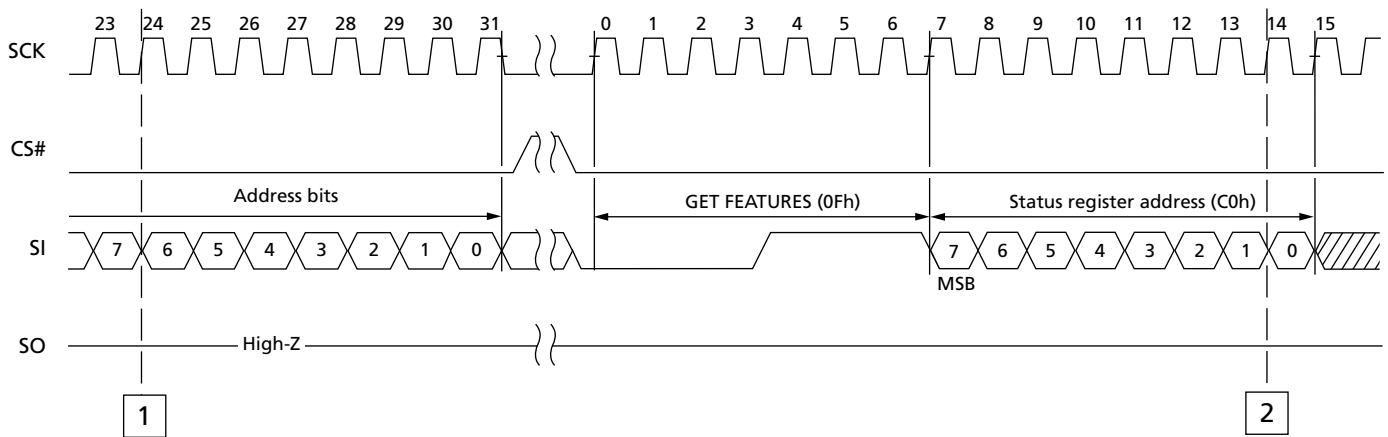 23 24 25 26 27 28 29 30 31 0 1 2 3 4 5 6 7 8 9 10 11 12 13 14 15
SCK
CS#
Address bits GET FEATURES (0Fh) Status register address (C0h)
SI 7 6 5 4 3 2 1 0 7 6 5 4 3 2 1 0
MSB
SO High-Z
1 2